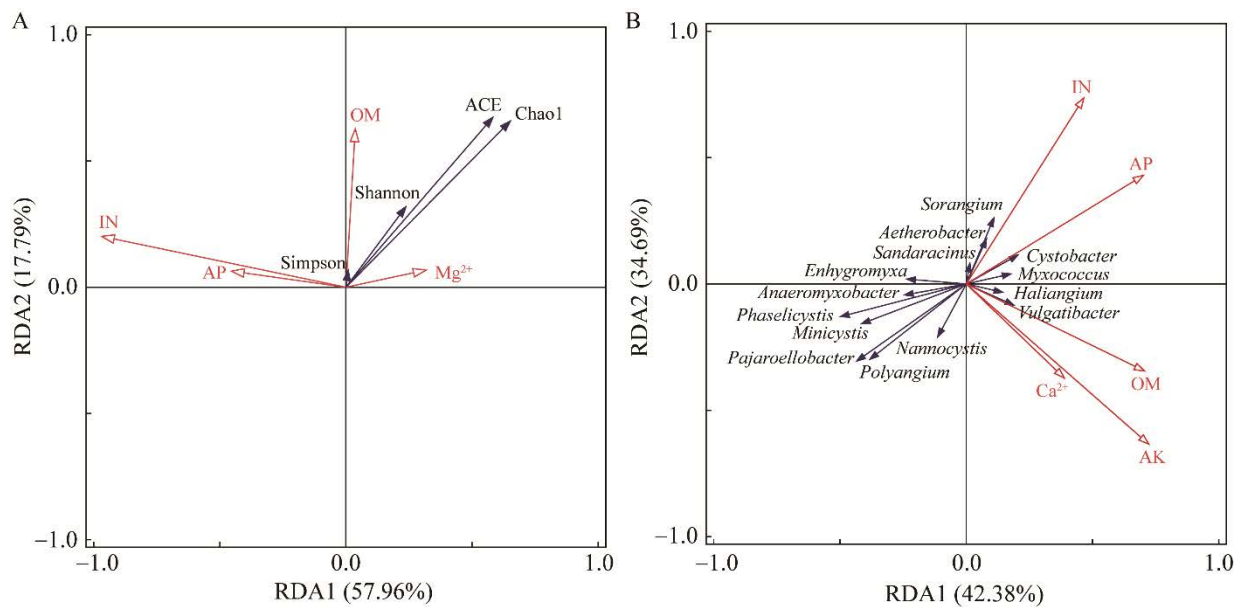 A
1.0
OM
ACE
Chao1
Shannon
IN
AP
Simpson
Mg²⁺
0.0
RDA2 (17.79%)
−1.0
−1.0
0.0
1.0
RDA1 (57.96%)
B
1.0
IN
AP
Sorangium
Aetherobacter
Sandaracinus
Cystobacter
Enhygromyxa
Myxococcus
Anaeromyxobacter
Haliangium
Phaselicystis
Vulgatibacter
Minicystis
Nannocystis
Pajaroellobacter
Polyangium
Ca²⁺
OM
AK
0.0
RDA2 (34.69%)
−1.0
−1.0
0.0
1.0
RDA1 (42.38%)